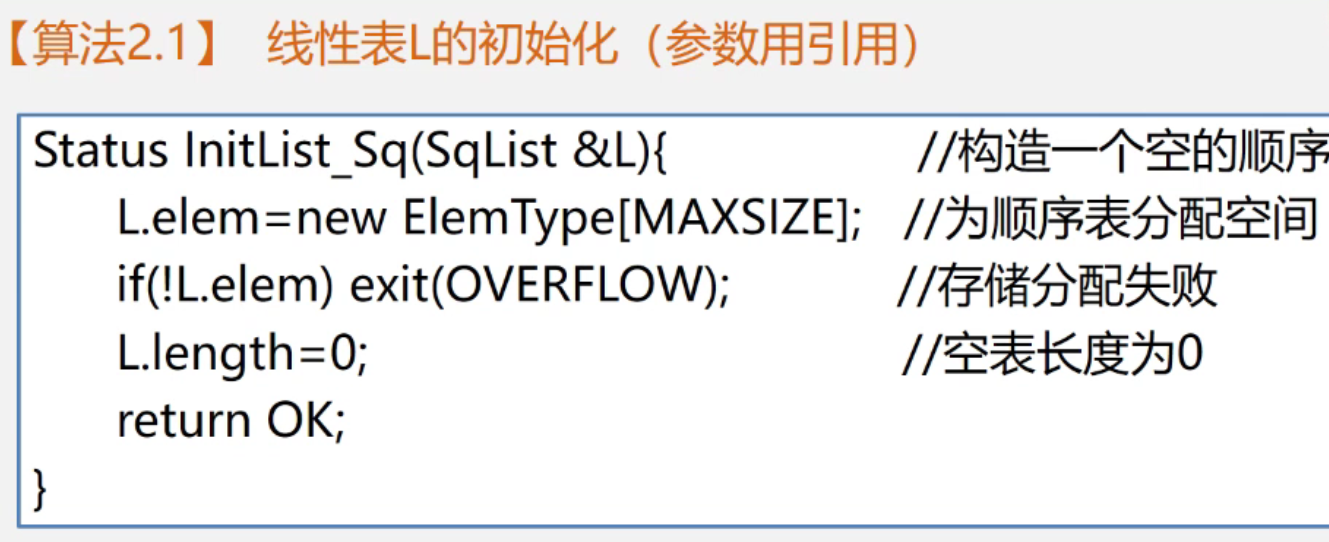 【算法2.1】 线性表L的初始化（参数用引用）
Status InitList_Sq(SqList &L){ //构造一个空的顺序
L.elem=new ElemType[MAXSIZE]; //为顺序表分配空间
if(!L.elem) exit(OVERFLOW); //存储分配失败
L.length=0; //空表长度为0
return OK;
}